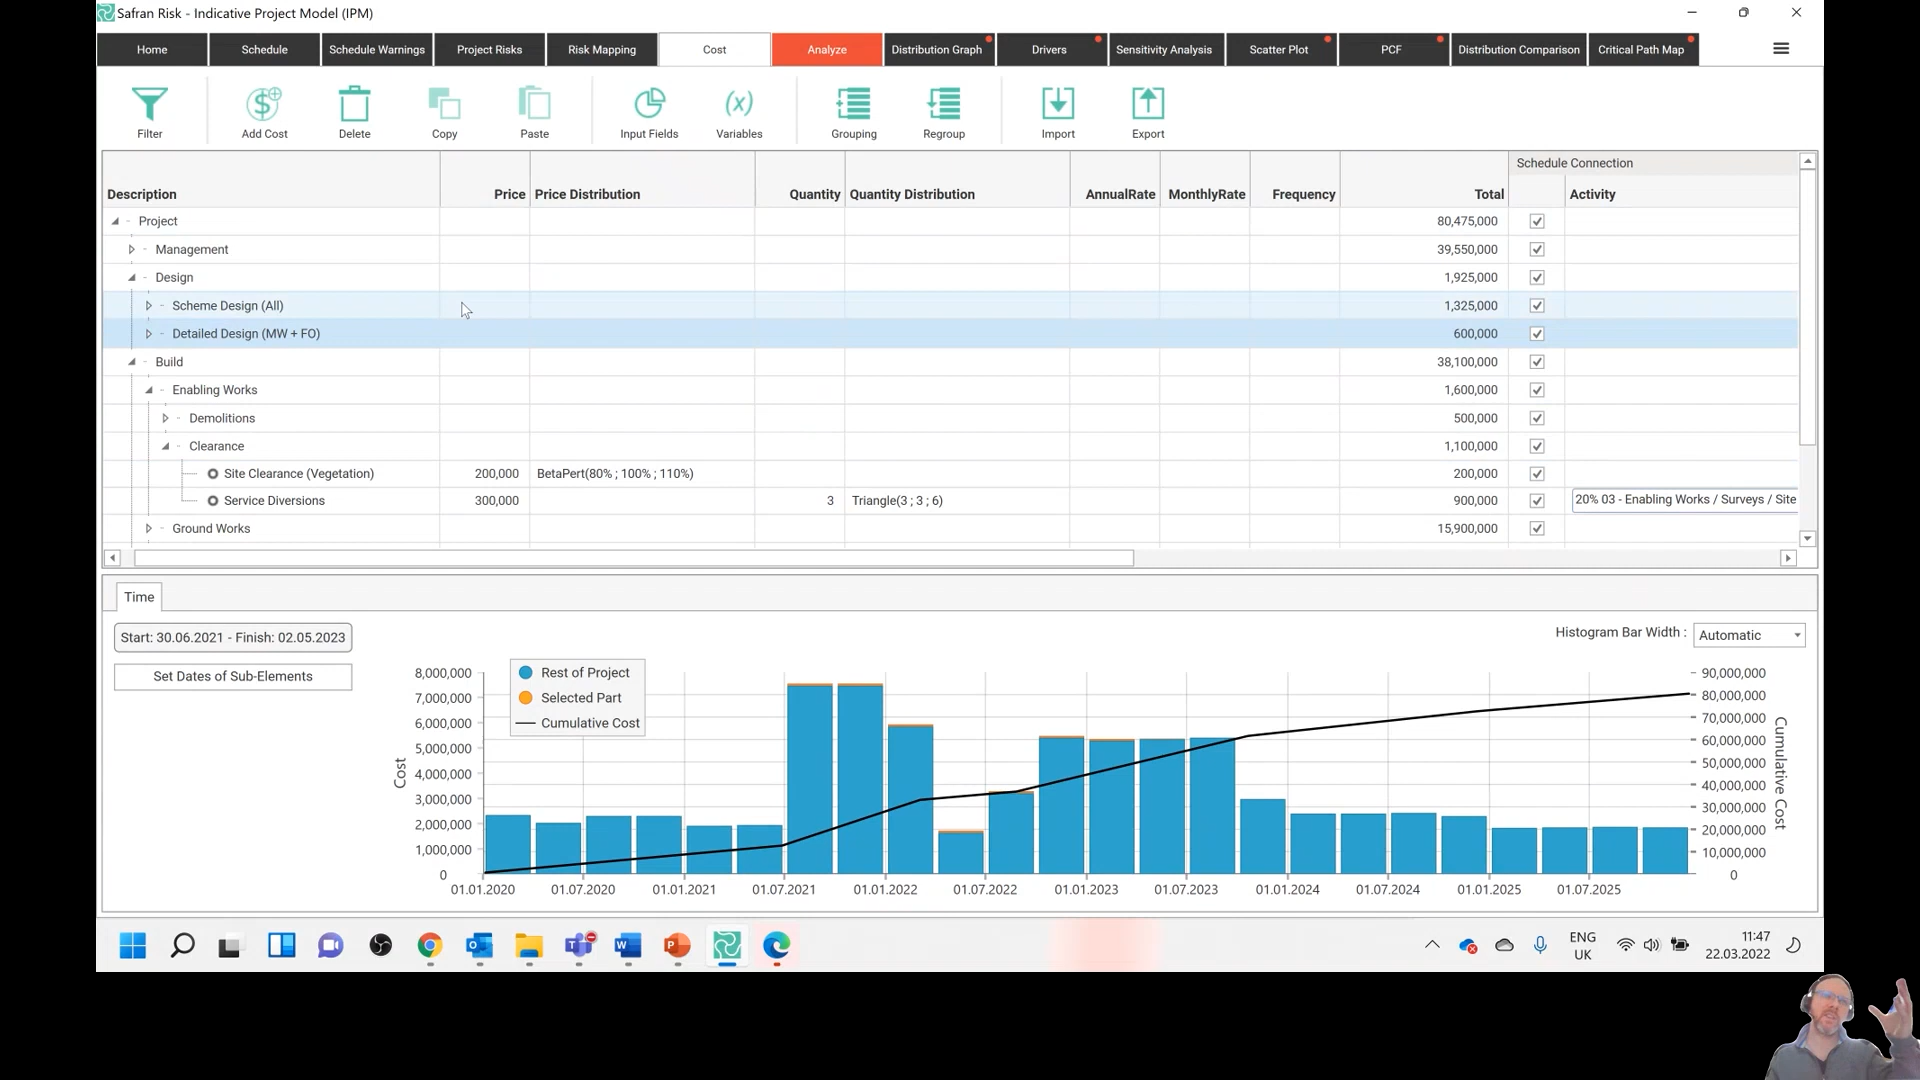 Safran Risk - Indicative Project Model (IPM)
Home Schedule Schedule Warnings Project Risks Risk Mapping Cost Analyze Distribution Graph Drivers Sensitivity Analysis Scatter Plot PCF Distribution Comparison Critical Path Map
Filter Add Cost Delete Copy Paste Input Fields Variables Grouping Regroup Import Export
Schedule Connection
Description Price Price Distribution Quantity Quantity Distribution AnnualRate MonthlyRate Frequency Total Activity
Project 80,475,000
Management 39,550,000
Design 1,925,000
Scheme Design (All) 1,325,000
Detailed Design (MW + FO) 600,000
Build 38,100,000
Enabling Works 1,600,000
Demolitions 500,000
Clearance 1,100,000
Site Clearance (Vegetation) 200,000 BetaPert(80% ; 100% ; 110%) 200,000
Service Diversions 300,000 3 Triangle(3 ; 3 ; 6) 900,000 20% 03 - Enabling Works / Surveys / Site
Ground Works 15,900,000
Time
Start: 30.06.2021 - Finish: 02.05.2023
Histogram Bar Width : Automatic
Set Dates of Sub-Elements
Rest of Project
Selected Part
Cumulative Cost
Cost
8,000,000
7,000,000
6,000,000
5,000,000
4,000,000
3,000,000
2,000,000
1,000,000
0
90,000,000
80,000,000
70,000,000
60,000,000
50,000,000
40,000,000
30,000,000
20,000,000
10,000,000
0
Cumulative Cost
01.01.2020 01.07.2020 01.01.2021 01.07.2021 01.01.2022 01.07.2022 01.01.2023 01.07.2023 01.01.2024 01.07.2024 01.01.2025 01.07.2025
ENG
UK
11:47
22.03.2022